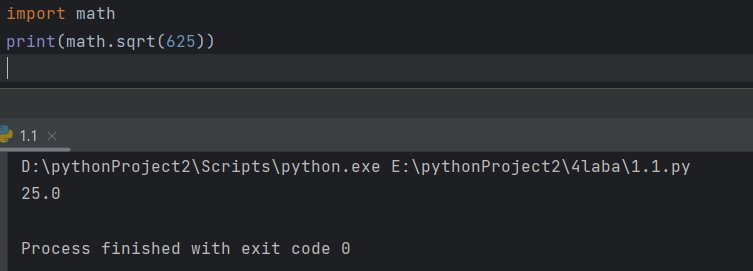 import math
print(math.sqrt(625))
1.1
D:\pythonProject2\Scripts\python.exe E:\pythonProject2\4laba\1.1.py
25.0
Process finished with exit code 0